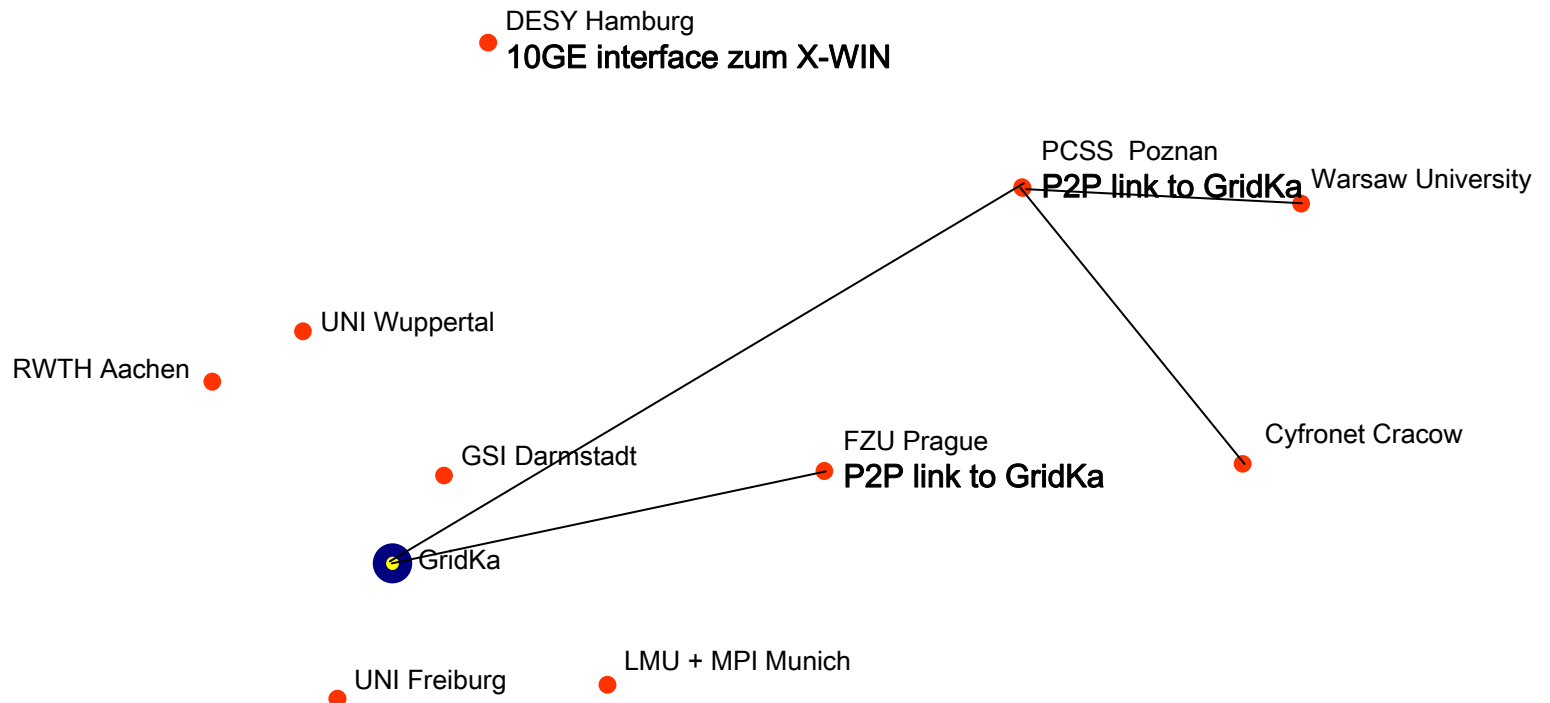 DESY Hamburg
10GE interface zum X-WIN
PCSS  Poznan
P2P link to GridKa
Warsaw University
UNI Wuppertal
RWTH Aachen
FZU Prague
P2P link to GridKa
Cyfronet Cracow
GSI Darmstadt
GridKa
LMU + MPI Munich
UNI Freiburg